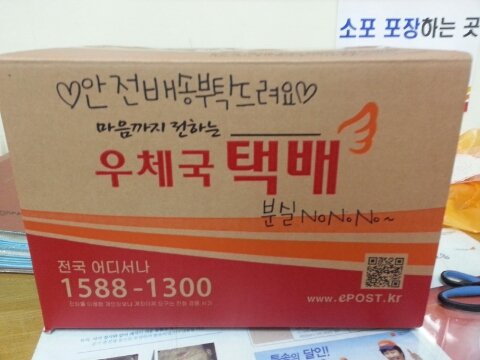 소포 포장하는 곳
♡안전배송부탁드려요♡
마음까지 전하는
우체국 택배
분실 NoNoNo~
전국 어디서나
1588-1300
www.ePOST.kr